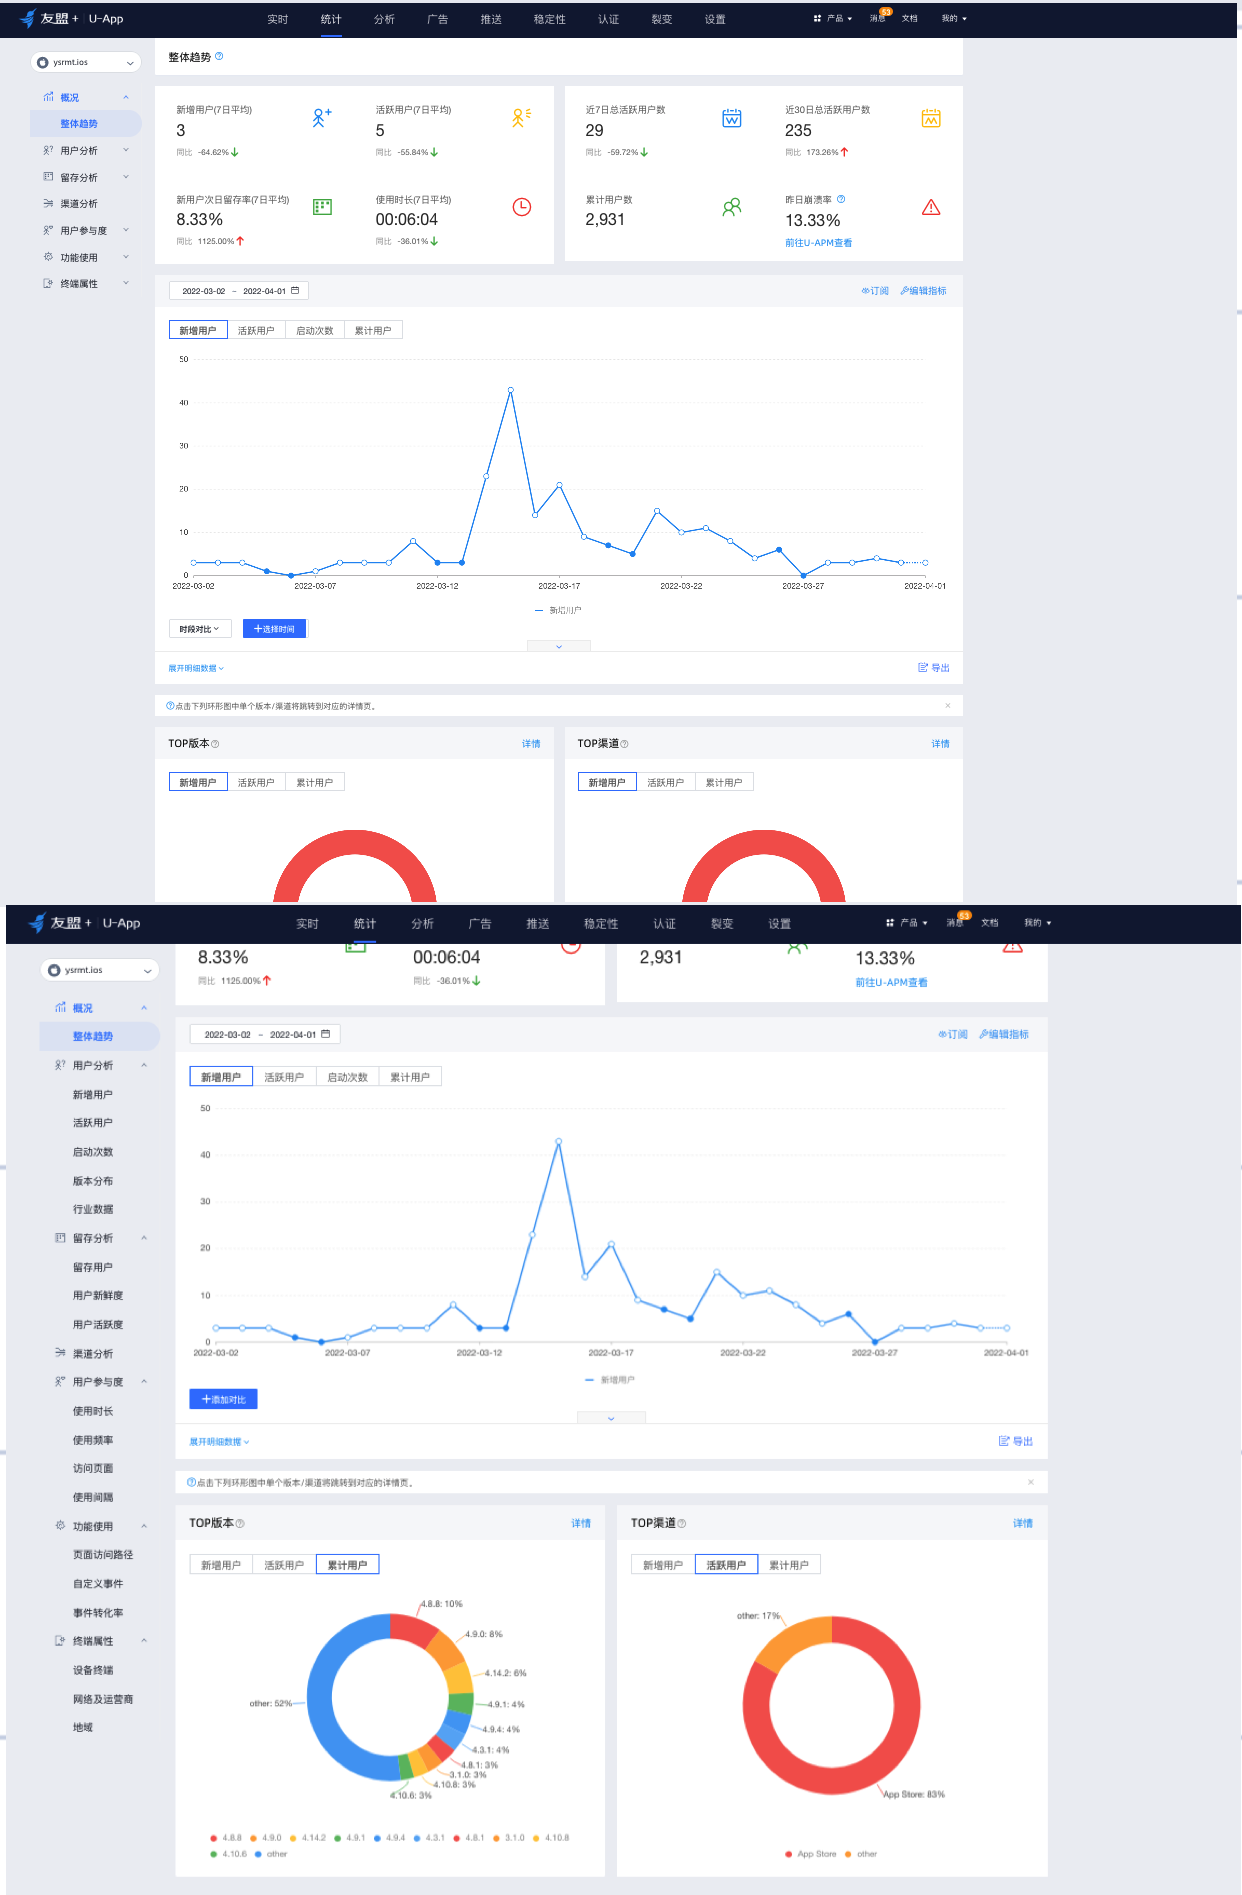 友盟+ U-App 实时 统计 分析 广告 推送 稳定性 认证 裂变 设置 产品 消息 53 文档 我的
ysrmt.ios
概况
整体趋势
用户分析
留存分析
渠道分析
用户参与度
功能使用
终端属性
整体趋势
新增用户(7日平均)
3
同比 -64.62%
活跃用户(7日平均)
5
同比 -55.84%
近7日总活跃用户数
29
同比 -59.72%
近30日总活跃用户数
235
同比 173.26%
新用户次日留存率(7日平均)
8.33%
同比 1125.00%
使用时长(7日平均)
00:06:04
同比 -36.01%
累计用户数
2,931
昨日崩溃率
13.33%
前往U-APM查看
2022-03-02 ~ 2022-04-01 订阅 编辑指标
新增用户 活跃用户 启动次数 累计用户
50
40
30
20
10
0
2022-03-02 2022-03-07 2022-03-12 2022-03-17 2022-03-22 2022-03-27 2022-04-01
新增用户
时段对比 +选择时间
展开明细数据 导出
点击下列环形图中单个版本/渠道将跳转到对应的详情页。
TOP版本 详情
新增用户 活跃用户 累计用户
TOP渠道 详情
新增用户 活跃用户 累计用户
友盟+ U-App 实时 统计 分析 广告 推送 稳定性 认证 裂变 设置 产品 消息 53 文档 我的
ysrmt.ios
概况
整体趋势
用户分析
新增用户
活跃用户
启动次数
版本分布
行业数据
留存分析
留存用户
用户新鲜度
用户活跃度
渠道分析
用户参与度
使用时长
使用频率
访问页面
使用间隔
功能使用
页面访问路径
自定义事件
事件转化率
终端属性
设备终端
网络及运营商
地域
8.33%
同比 1125.00%
00:06:04
同比 -36.01%
2,931
13.33%
前往U-APM查看
2022-03-02 ~ 2022-04-01 订阅 编辑指标
新增用户 活跃用户 启动次数 累计用户
50
40
30
20
10
0
2022-03-02 2022-03-07 2022-03-12 2022-03-17 2022-03-22 2022-03-27 2022-04-01
新增用户
+添加对比
展开明细数据 导出
点击下列环形图中单个版本/渠道将跳转到对应的详情页。
TOP版本 详情
新增用户 活跃用户 累计用户
4.8.8: 10%
4.9.0: 8%
4.14.2: 6%
4.9.1: 4%
4.9.4: 4%
4.3.1: 4%
4.8.1: 3%
3.1.0: 3%
4.10.8: 3%
4.10.6: 3%
other: 52%
4.8.8 4.9.0 4.14.2 4.9.1 4.9.4 4.3.1 4.8.1 3.1.0 4.10.8
4.10.6 other
TOP渠道 详情
新增用户 活跃用户 累计用户
other: 17%
App Store: 83%
App Store other